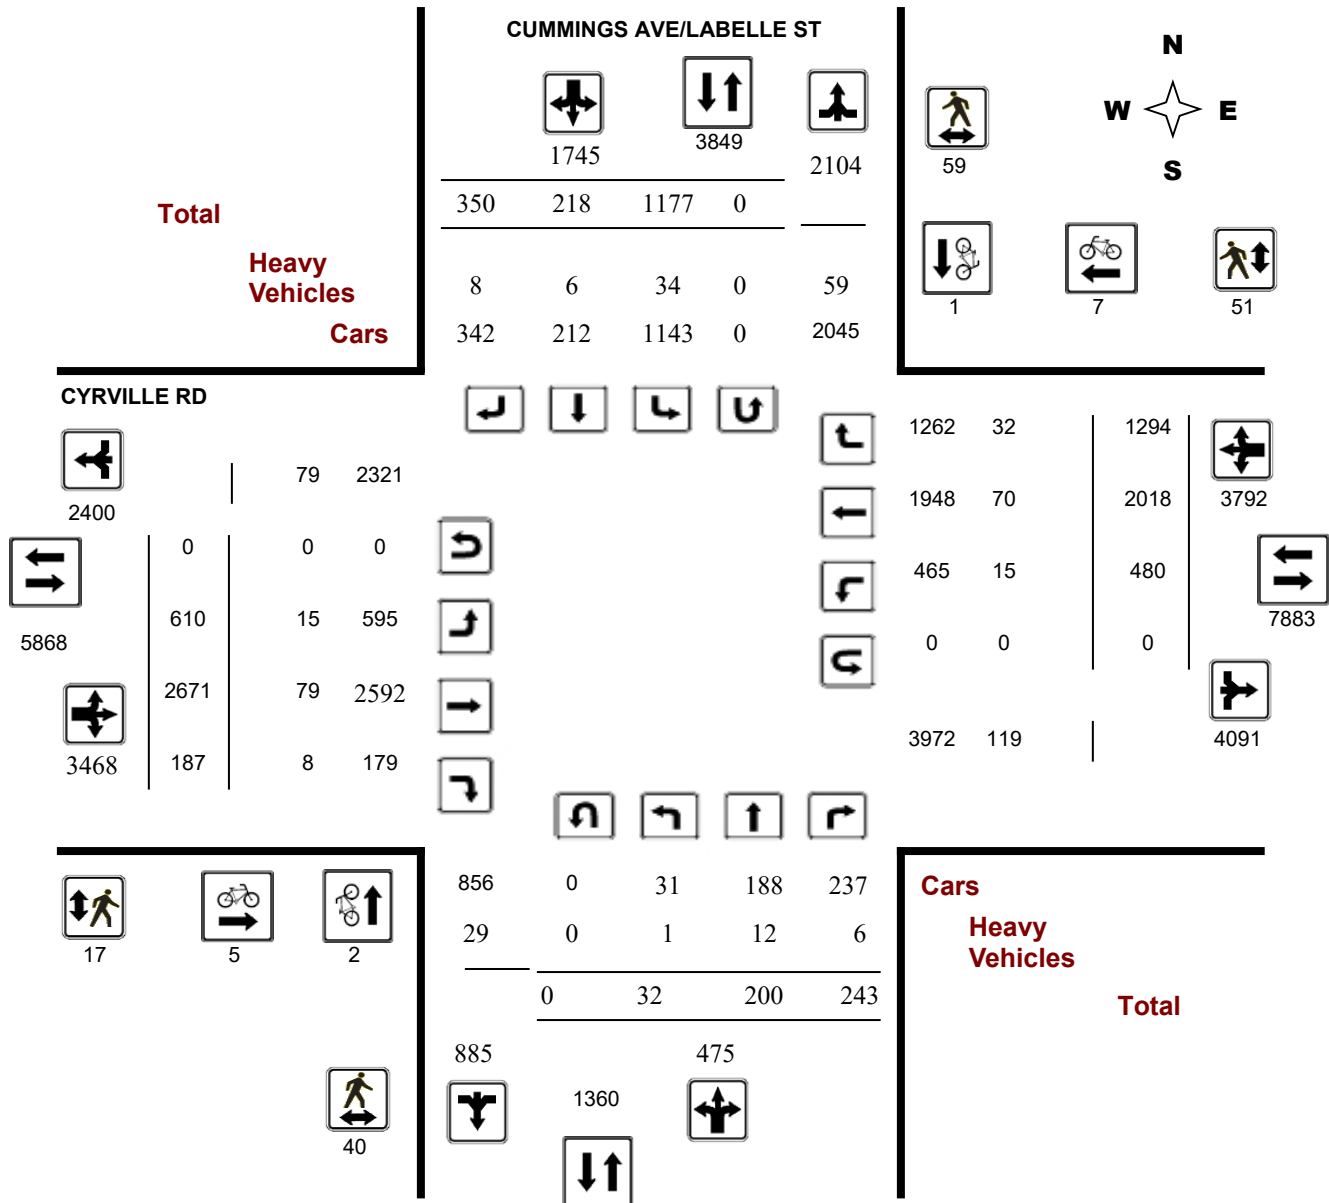 CUMMINGS AVE/LABELLE ST
N
W E
S
1745 3849 2104 59
Total 350 218 1177 0
Heavy
Vehicles 8 6 34 0 59
1 7 51
Cars 342 212 1143 0 2045
CYRVILLE RD
1262 32 1294
79 2321
2400
1948 70 2018 3792
0 0 0
465 15 480
5868 610 15 595
7883
0 0 0
2671 79 2592
3468 187 8 179
3972 119 4091
856 0 31 188 237 Cars
29 0 1 12 6 Heavy
Vehicles
17 5 2
0 32 200 243 Total
885 475
1360
40